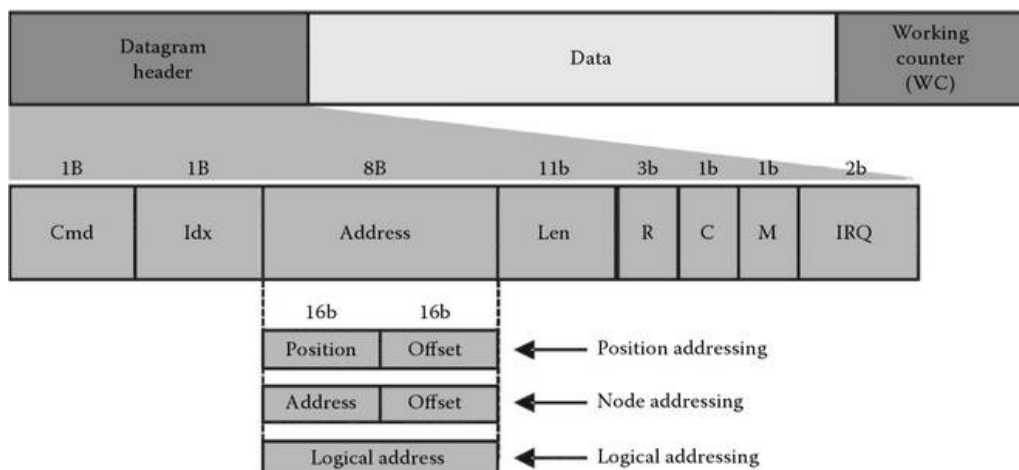 Datagram
header
Data
Working
counter
(WC)
1B 1B 8B 11b 3b 1b 1b 2b
Cmd Idx Address Len R C M IRQ
16b 16b
Position Offset Position addressing
Address Offset Node addressing
Logical address Logical addressing